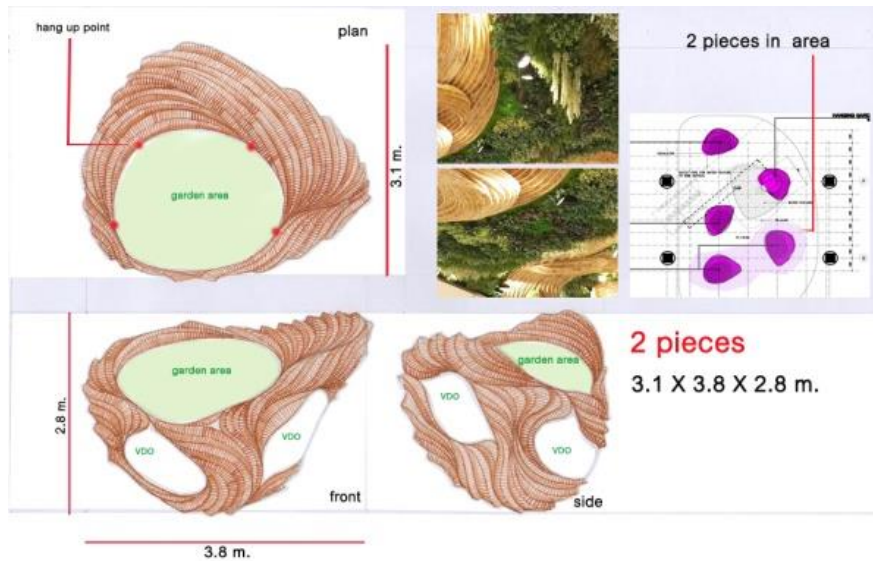 hang up point
plan
garden area
3.1 m.
2 pieces in area
2.8 m.
garden area
VDO
VDO
front
3.8 m.
garden area
VDO
VDO
side
2 pieces
3.1 X 3.8 X 2.8 m.